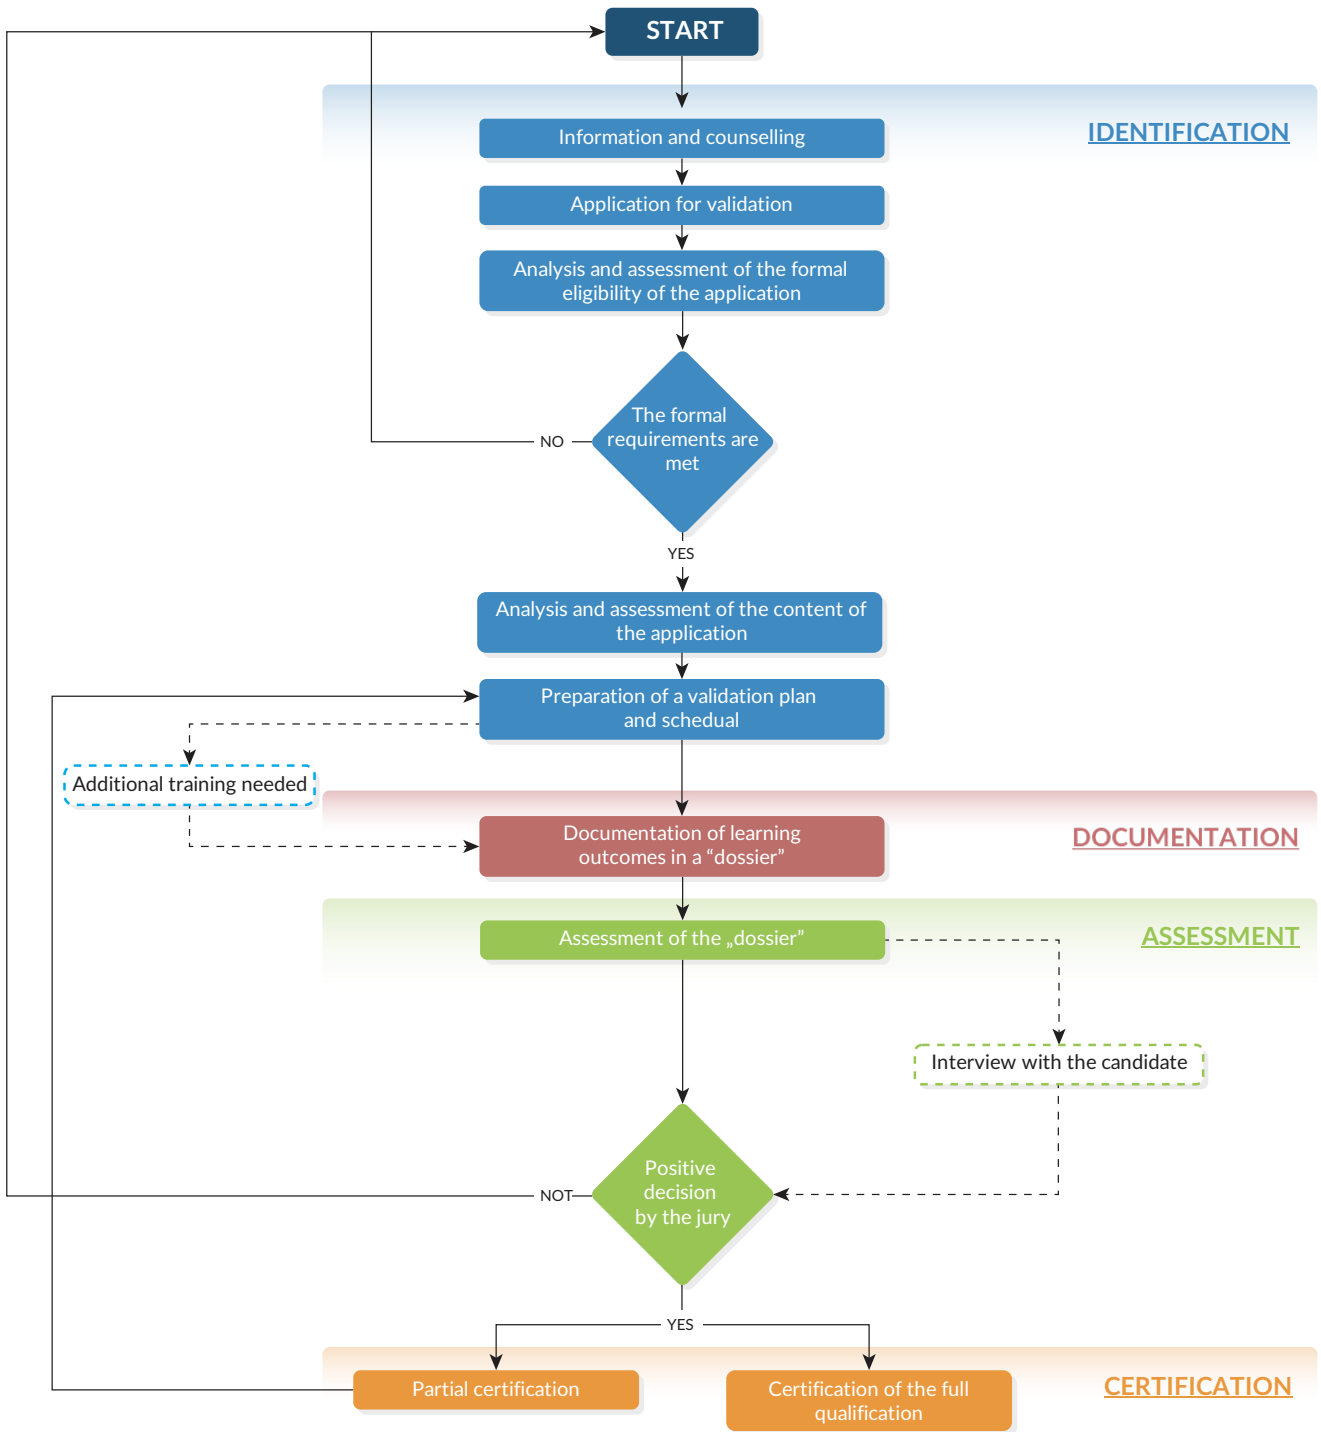 START
IDENTIFICATION
Information and counselling
Application for validation
Analysis and assessment of the formal
eligibility of the application
The formal
requirements are
met
NO
YES
Analysis and assessment of the content of
the application
Preparation of a validation plan
and schedual
Additional training needed
DOCUMENTATION
Documentation of learning
outcomes in a “dossier”
ASSESSMENT
Assessment of the „dossier”
Interview with the candidate
Positive
decision
by the jury
NOT
YES
CERTIFICATION
Partial certification
Certification of the full
qualification